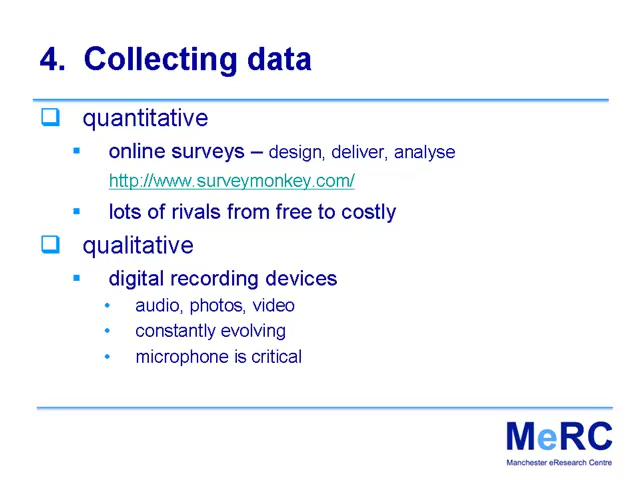 4. Collecting data
quantitative
online surveys – design, deliver, analyse
http://www.surveymonkey.com/
lots of rivals from free to costly
qualitative
digital recording devices
audio, photos, video
constantly evolving
microphone is critical
MeRC
Manchester eResearch Centre